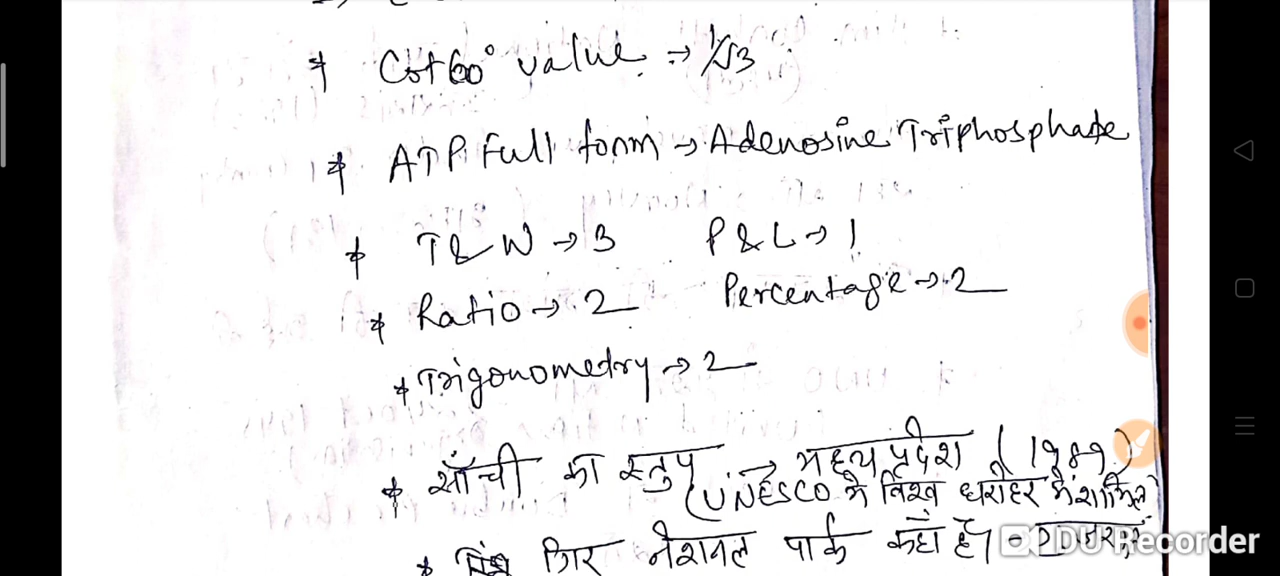 * Cot 60° value → 1/√3
* ATP Full form → Adenosine Triphosphate
* T & W → 3 P & L → 1
* Ratio → 2 Percentage → 2
* Trigonometry → 2
* साँची का स्तुप → मध्य प्रदेश (1989)
(UNESCO मे विश्व धरोहर में शामिल)
* गिर नेशनल पार्क कहाँ है। -
DU Recorder